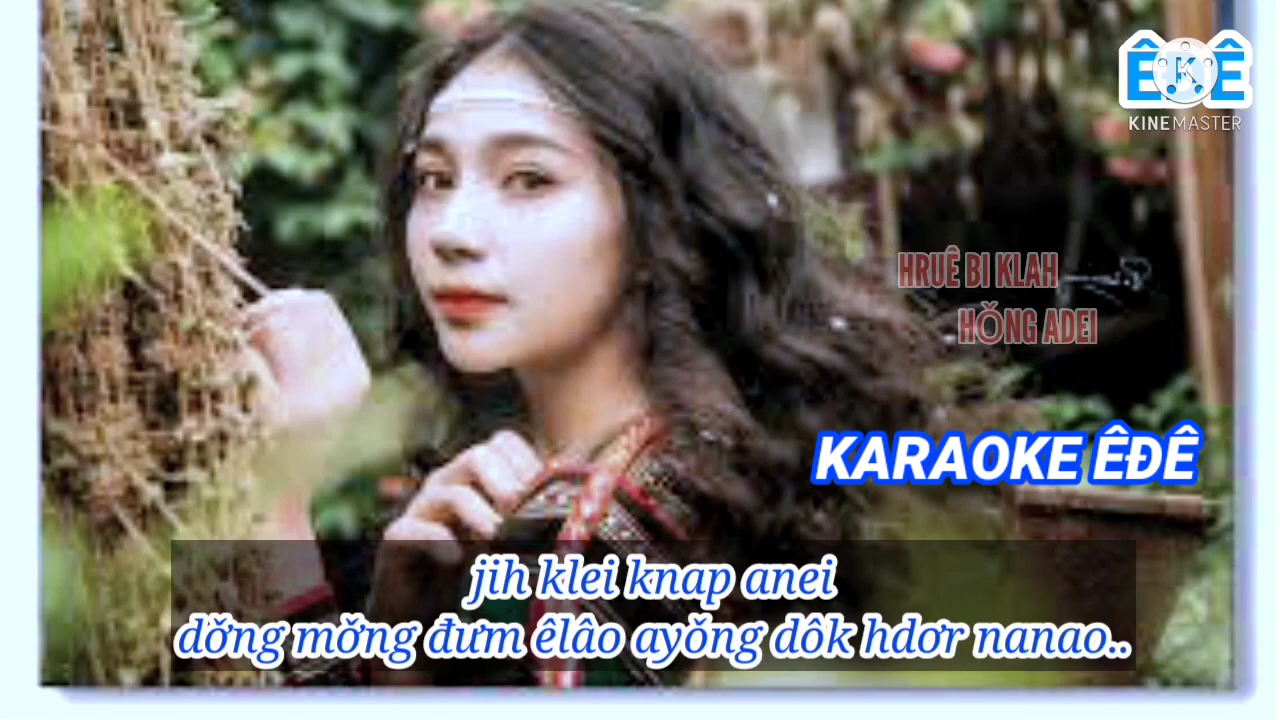 KINEMASTER
HRUÊ BI KLAH
HŎNG ADEI
KARAOKE ÊĐÊ
jih klei knap anei
dŏng mŏng đưm êlâo ayŏng dôk hdơr nanao..